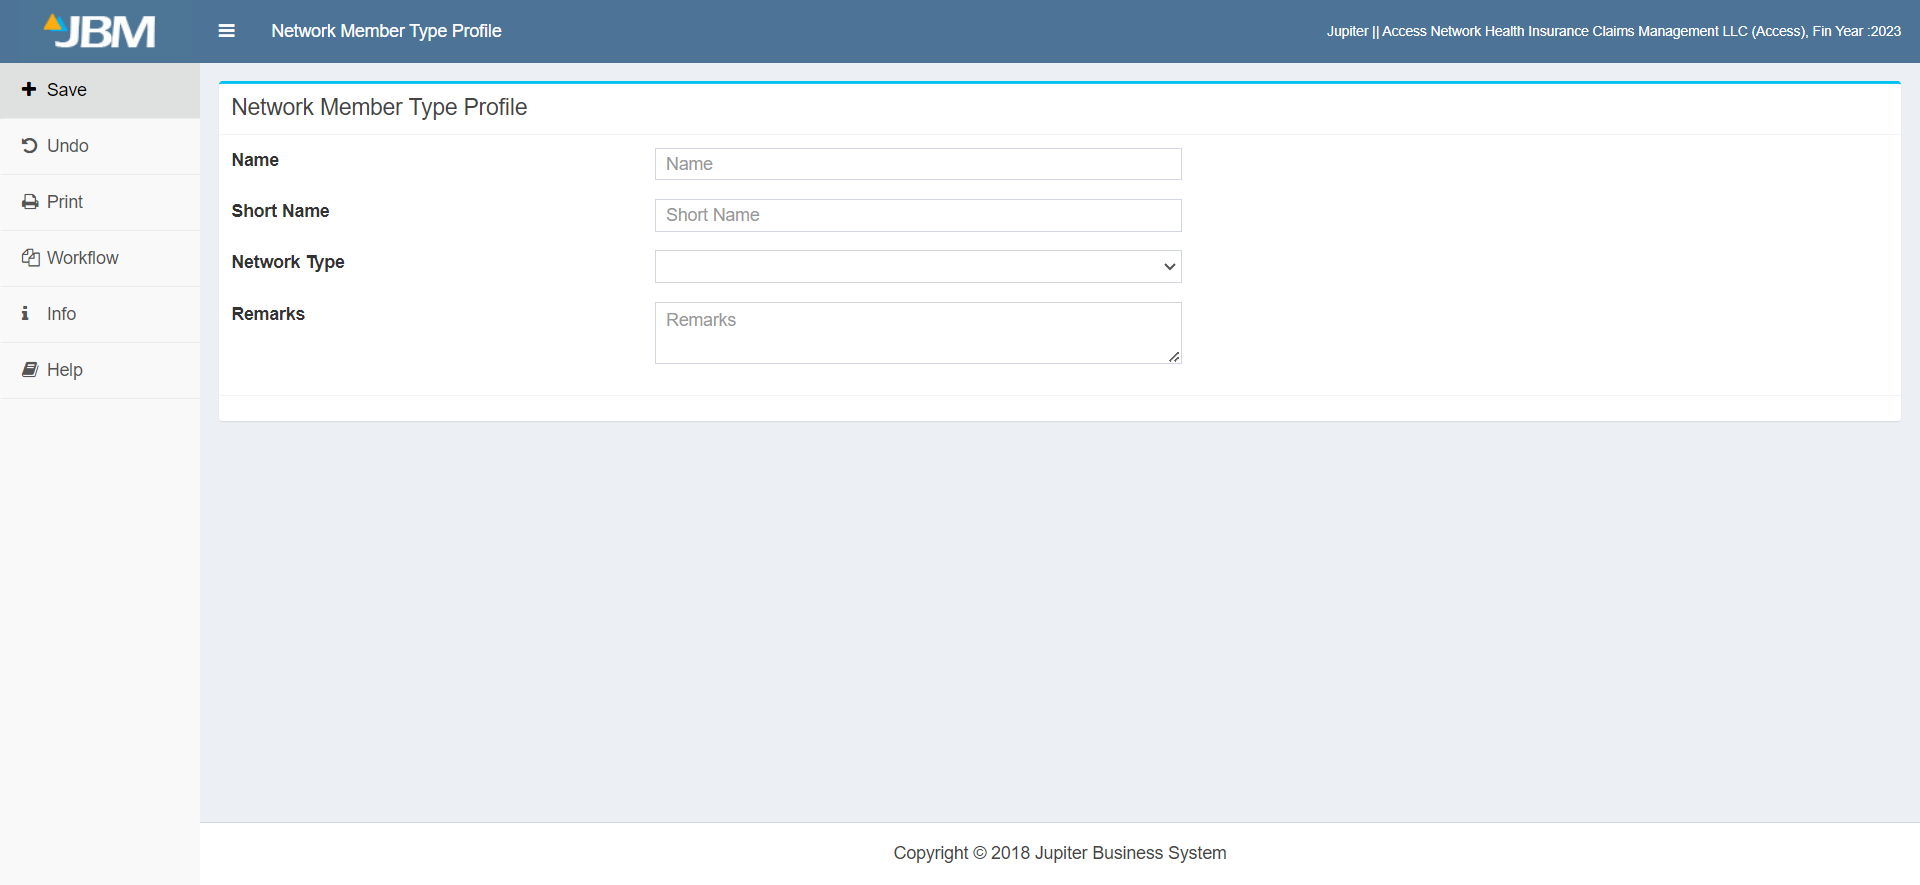 JBM
Network Member Type Profile
Jupiter || Access Network Health Insurance Claims Management LLC (Access), Fin Year :2023
Save
Undo
Print
Workflow
Info
Help
Network Member Type Profile
Name
Name
Short Name
Short Name
Network Type
Remarks
Remarks
Copyright © 2018 Jupiter Business System